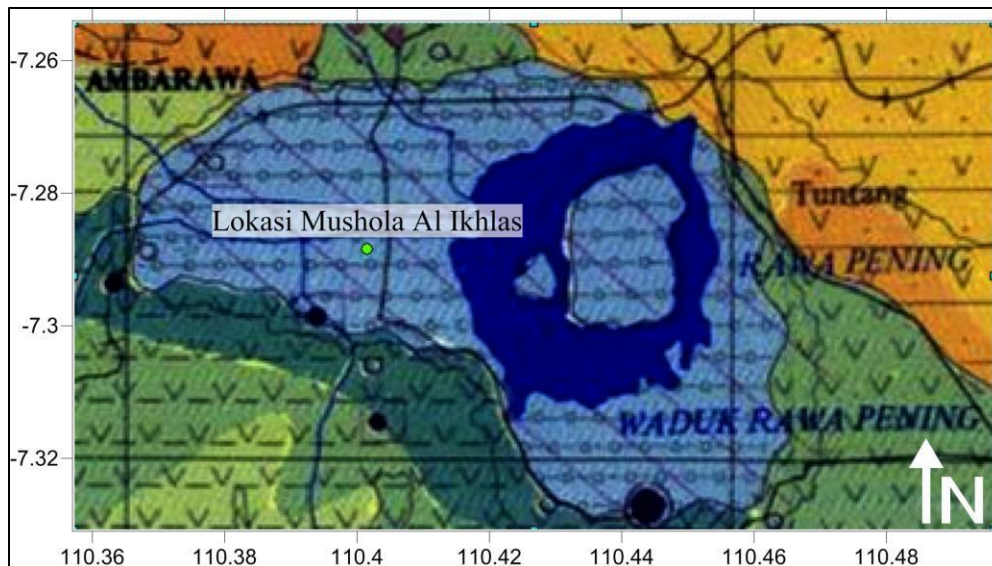 -7.26
AMBARAWA
-7.28
Tuntang
Lokasi Mushola Al Ikhlas
RAWA PENING
-7.3
WADUK RAWA PENING
-7.32
N
110.36 110.38 110.4 110.42 110.44 110.46 110.48